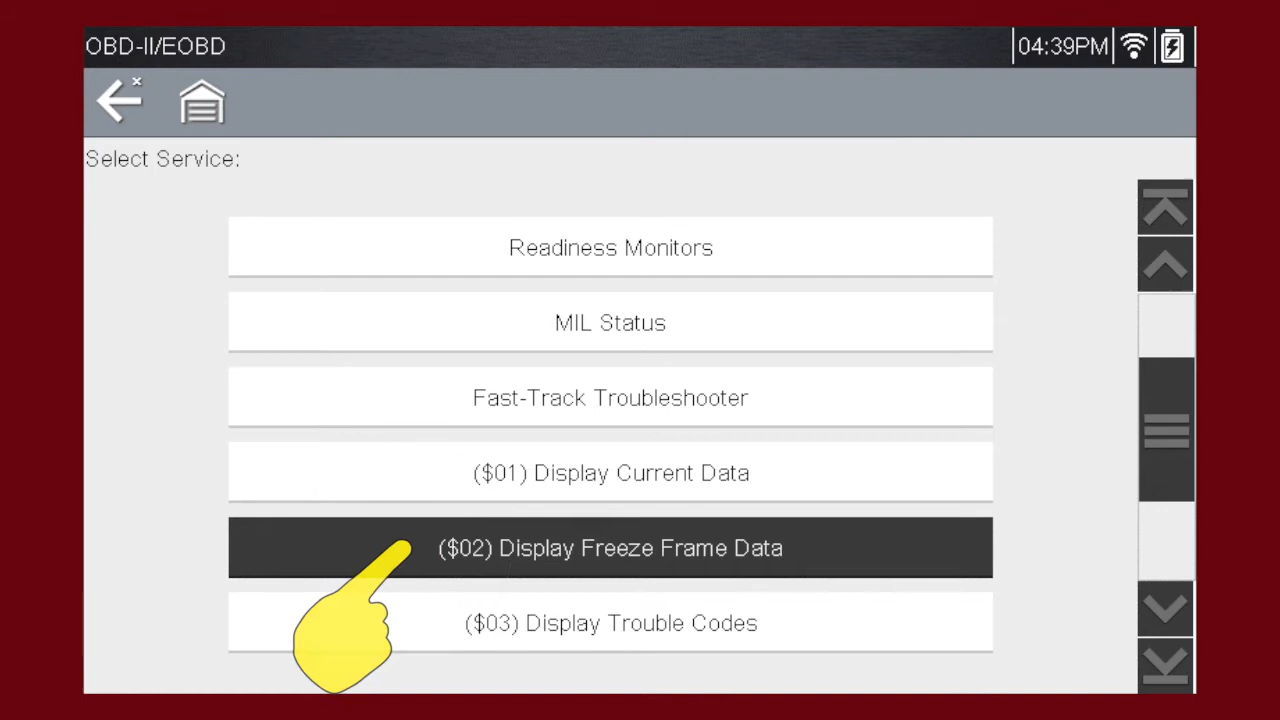 OBD-II/EOBD
04:39PM
Select Service:
Readiness Monitors
MIL Status
Fast-Track Troubleshooter
($01) Display Current Data
($02) Display Freeze Frame Data
($03) Display Trouble Codes